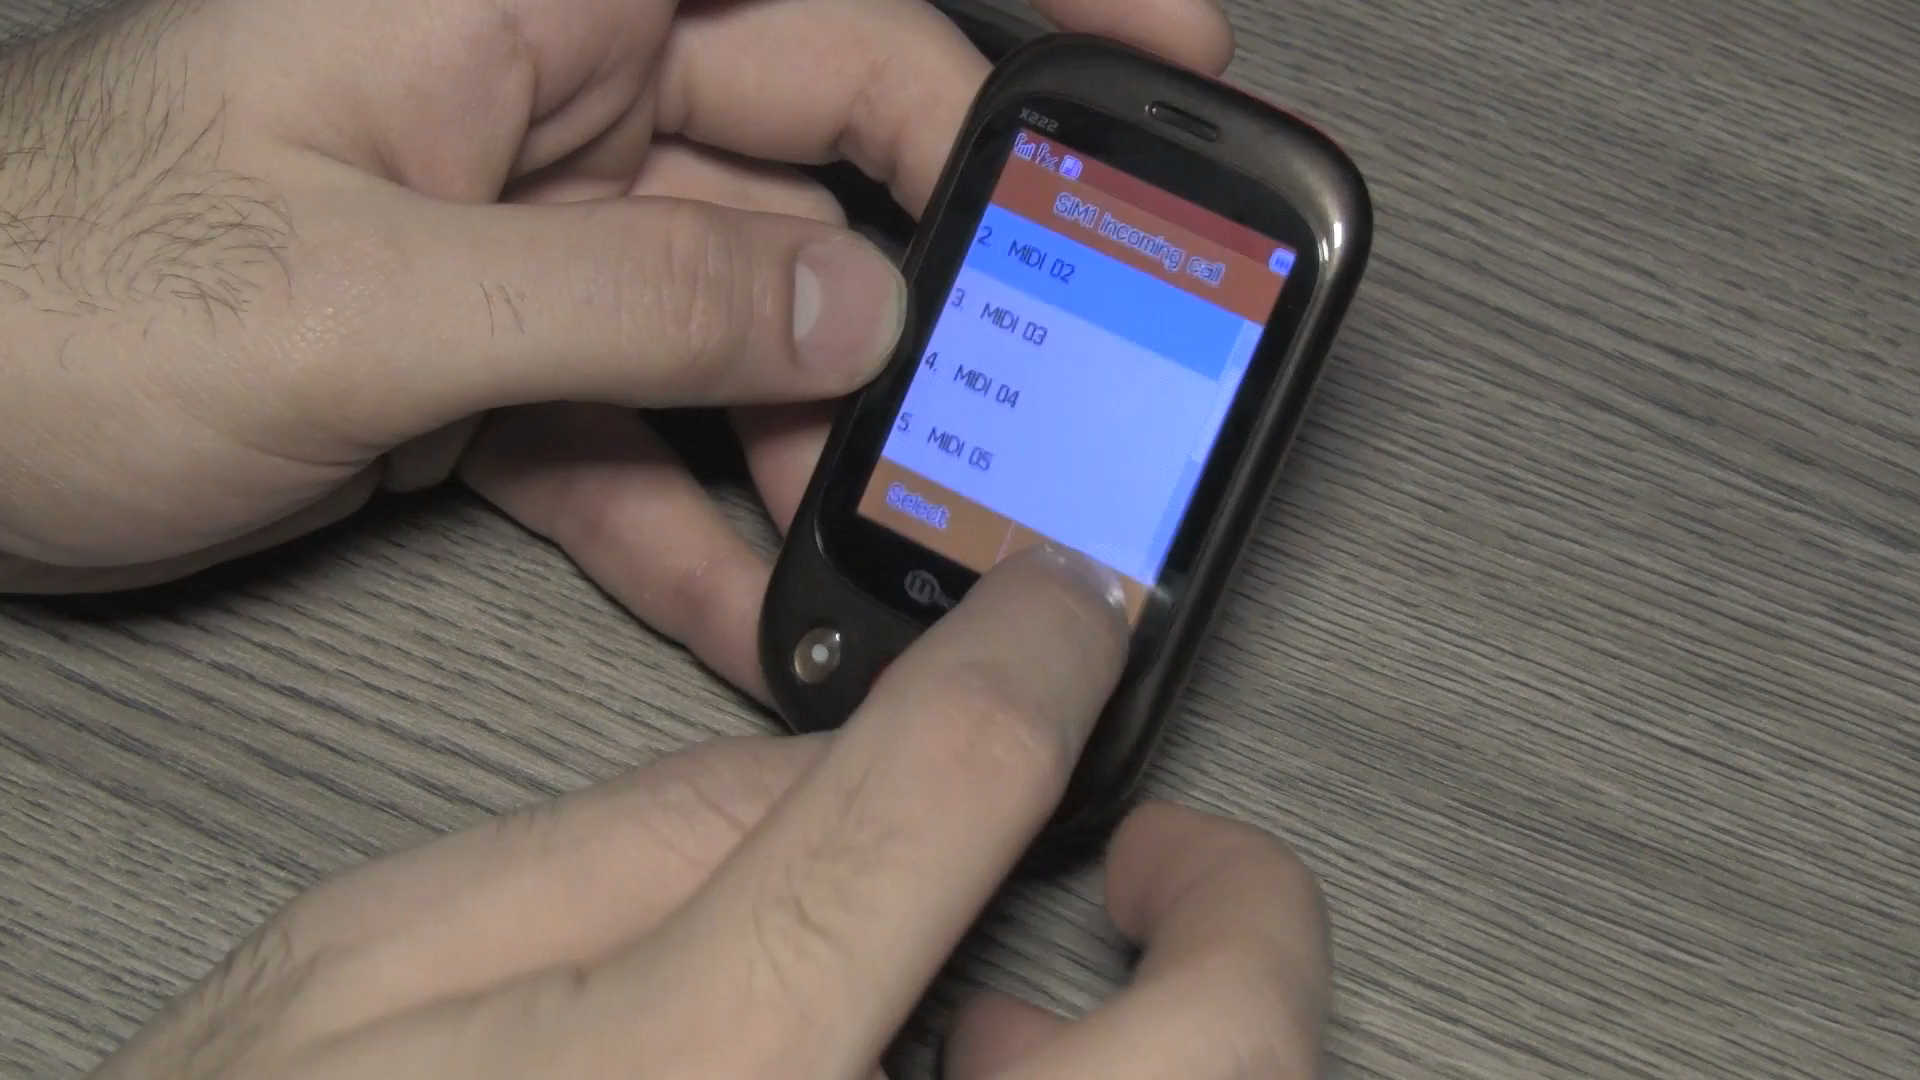 X222
SIM1 incoming call
2 MIDI 02
3. MIDI 03
4. MIDI 04
5. MIDI 05
Select